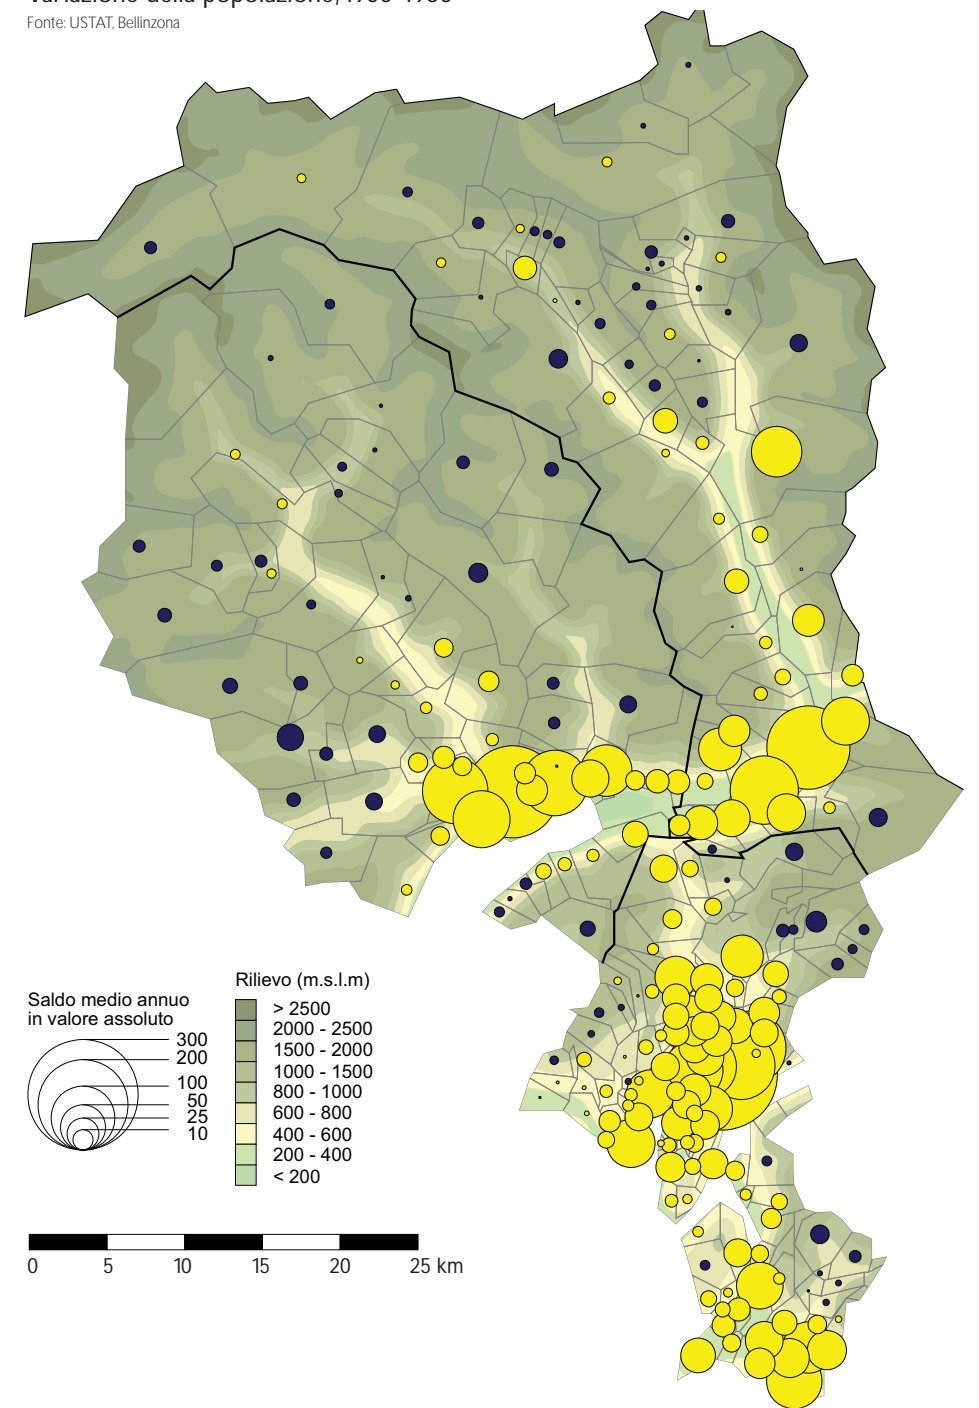 Fonte: USTAT, Bellinzona
Saldo medio annuo
in valore assoluto
300
200
100
50
25
10
Rilievo (m.s.l.m)
> 2500
2000 - 2500
1500 - 2000
1000 - 1500
800 - 1000
600 - 800
400 - 600
200 - 400
< 200
0 5 10 15 20 25 km